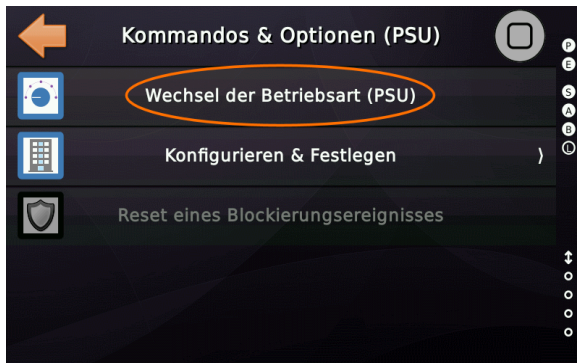 Kommandos & Optionen (PSU)
Wechsel der Betriebsart (PSU)
Konfigurieren & Festlegen
Reset eines Blockierungsereignisses
P
E
S
A
B
L